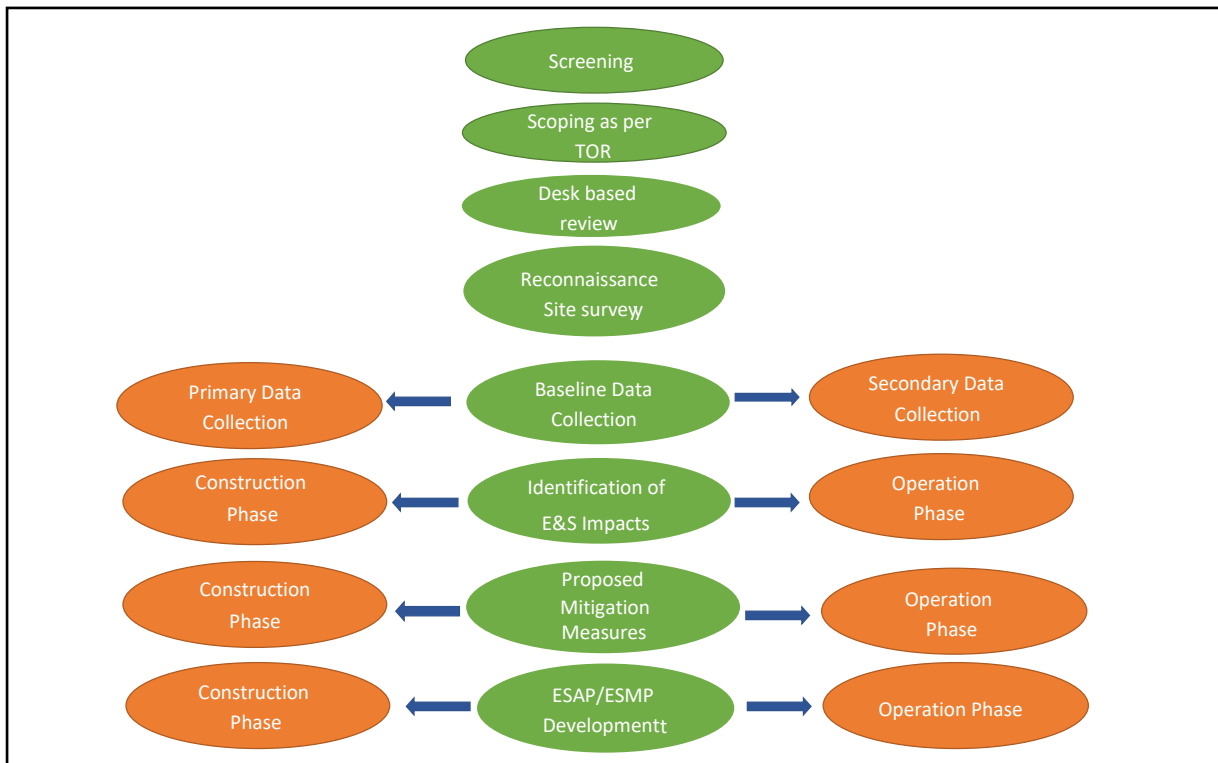 Screening
Scoping as per
TOR
Desk based
review
Reconnaissance
Site survey
Primary Data
Collection
Baseline Data
Collection
Secondary Data
Collection
Construction
Phase
Identification of
E&S Impacts
Operation
Phase
Construction
Phase
Proposed
Mitigation
Measures
Operation
Phase
Construction
Phase
ESAP/ESMP
Developmentt
Operation Phase